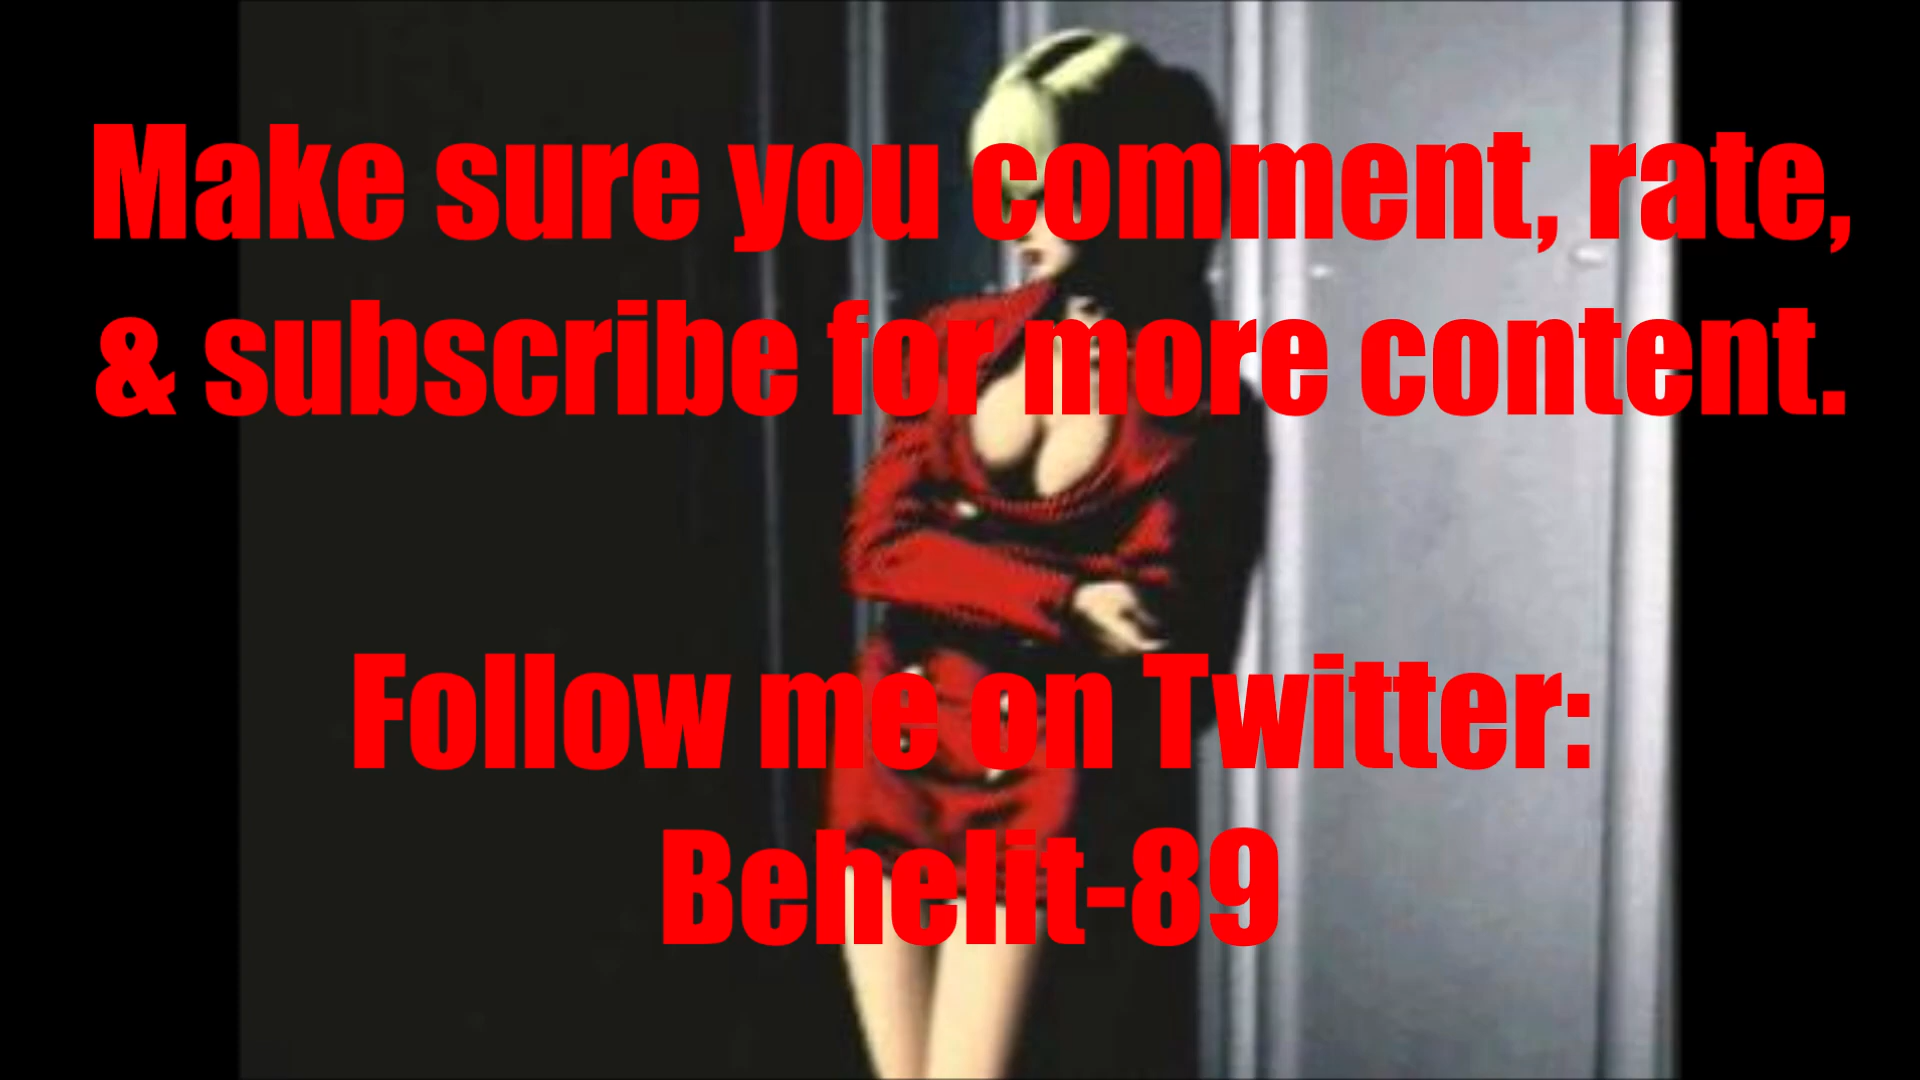 Make sure you comment, rate,
& subscribe for more content.
Follow me on Twitter:
Behelit-89